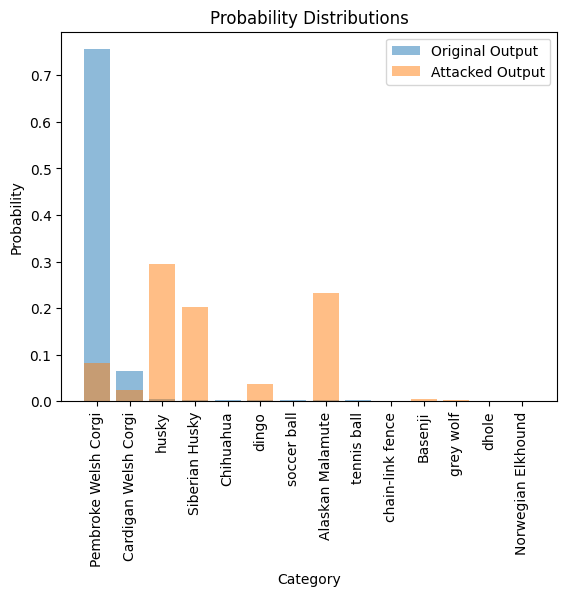 Probability Distributions
Original Output
Attacked Output
Probability
0.7
0.6
0.5
0.4
0.3
0.2
0.1
0.0
Pembroke Welsh Corgi
Cardigan Welsh Corgi
husky
Siberian Husky
Chihuahua
dingo
soccer ball
Alaskan Malamute
tennis ball
chain-link fence
Basenji
grey wolf
dhole
Norwegian Elkhound
Category